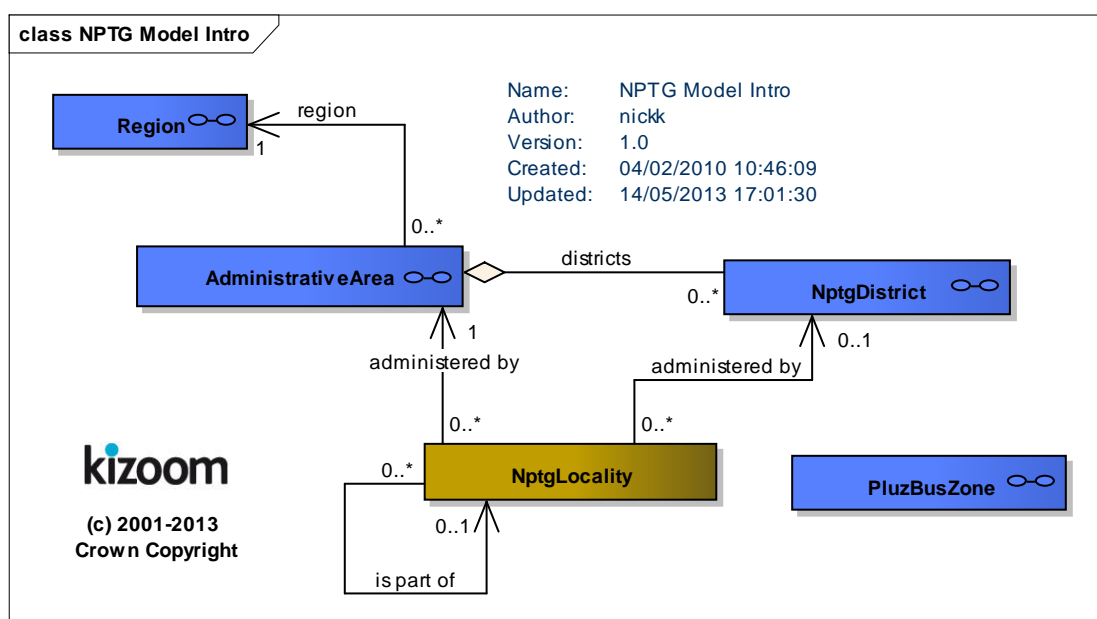 class NPTG Model Intro
Name: NPTG Model Intro
Author: nickk
Version: 1.0
Created: 04/02/2010 10:46:09
Updated: 14/05/2013 17:01:30
Region
region
1
0..*
AdministrativeArea
districts
0..*
NptgDistrict
1
0..1
administered by
administered by
0..*
0..*
NptgLocality
0..*
0..1
is part of
PluzBusZone
kizoom
(c) 2001-2013
Crown Copyright